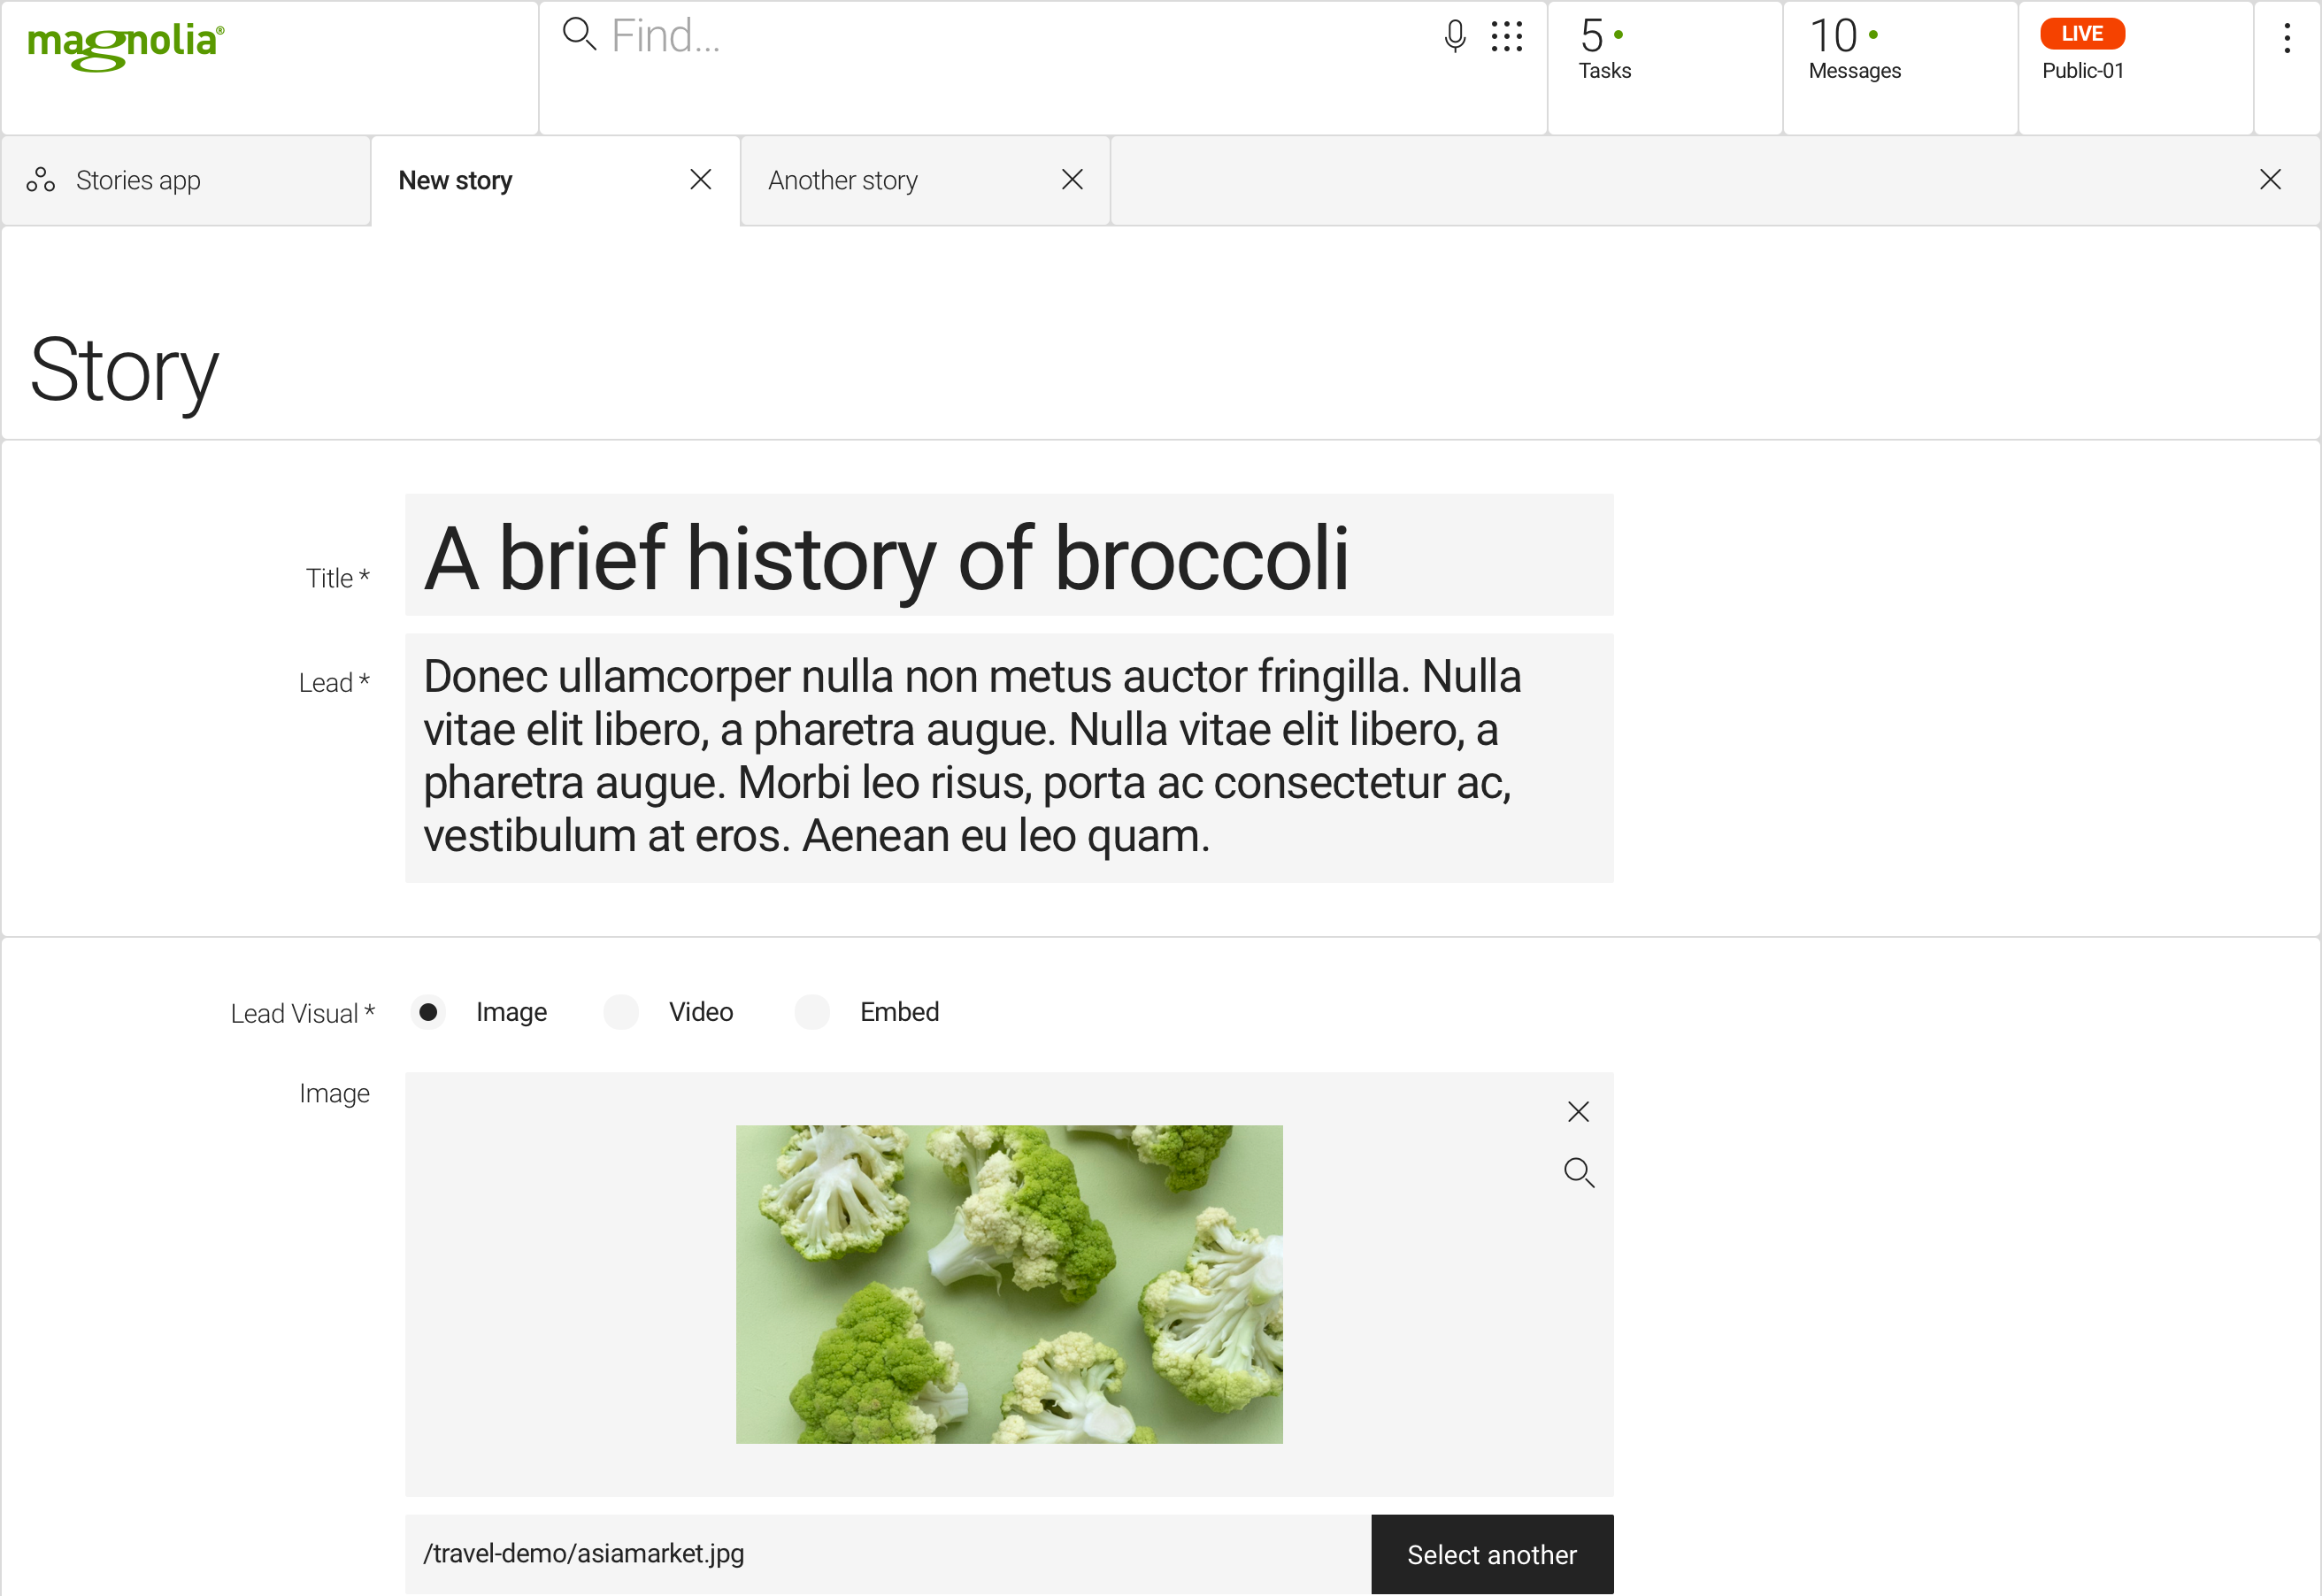 magnolia®
Find...
5
Tasks
10
Messages
LIVE
Public-01
Stories app
New story
Another story
Story
Title *
A brief history of broccoli
Lead *
Donec ullamcorper nulla non metus auctor fringilla. Nulla
vitae elit libero, a pharetra augue. Nulla vitae elit libero, a
pharetra augue. Morbi leo risus, porta ac consectetur ac,
vestibulum at eros. Aenean eu leo quam.
Lead Visual *
Image
Video
Embed
Image
/travel-demo/asiamarket.jpg
Select another